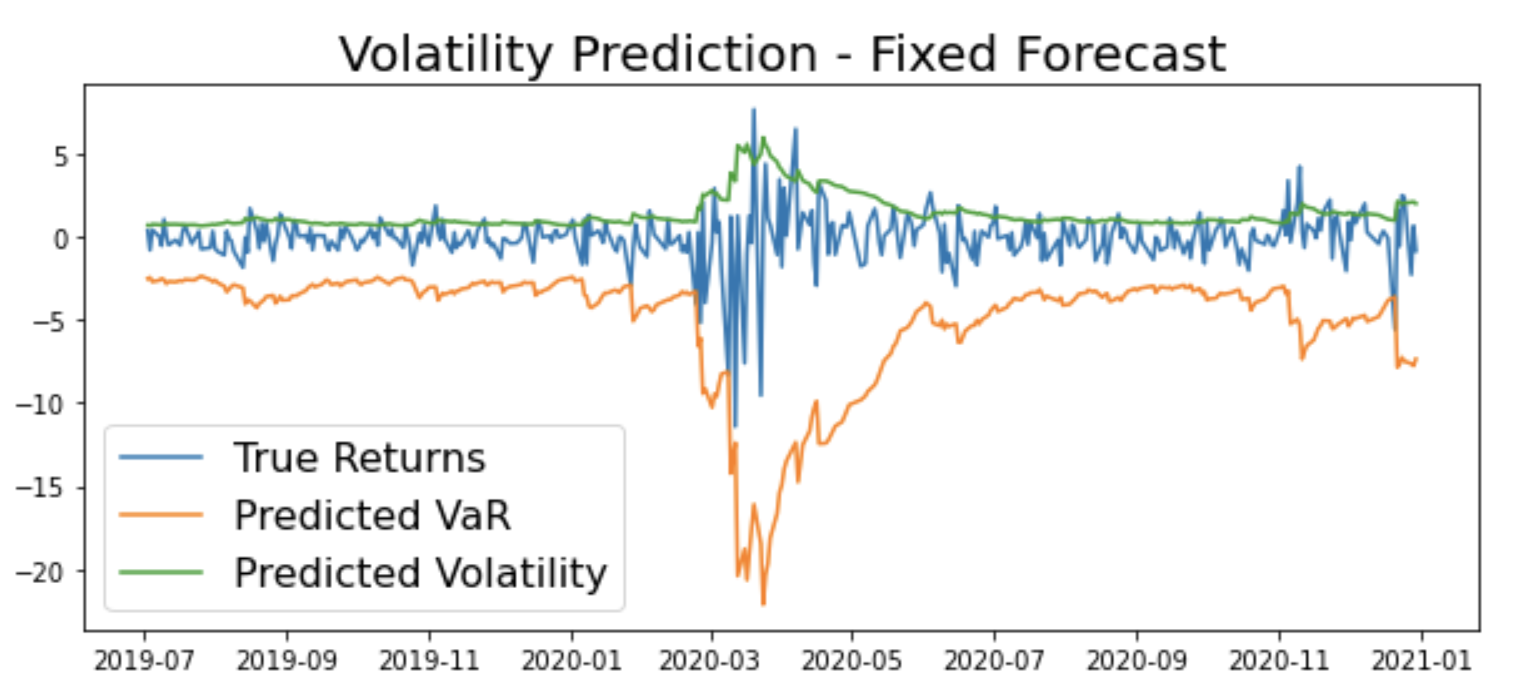 Volatility Prediction - Fixed Forecast
5
0
−5
−10
−15
−20
True Returns
Predicted VaR
Predicted Volatility
2019-07 2019-09 2019-11 2020-01 2020-03 2020-05 2020-07 2020-09 2020-11 2021-01